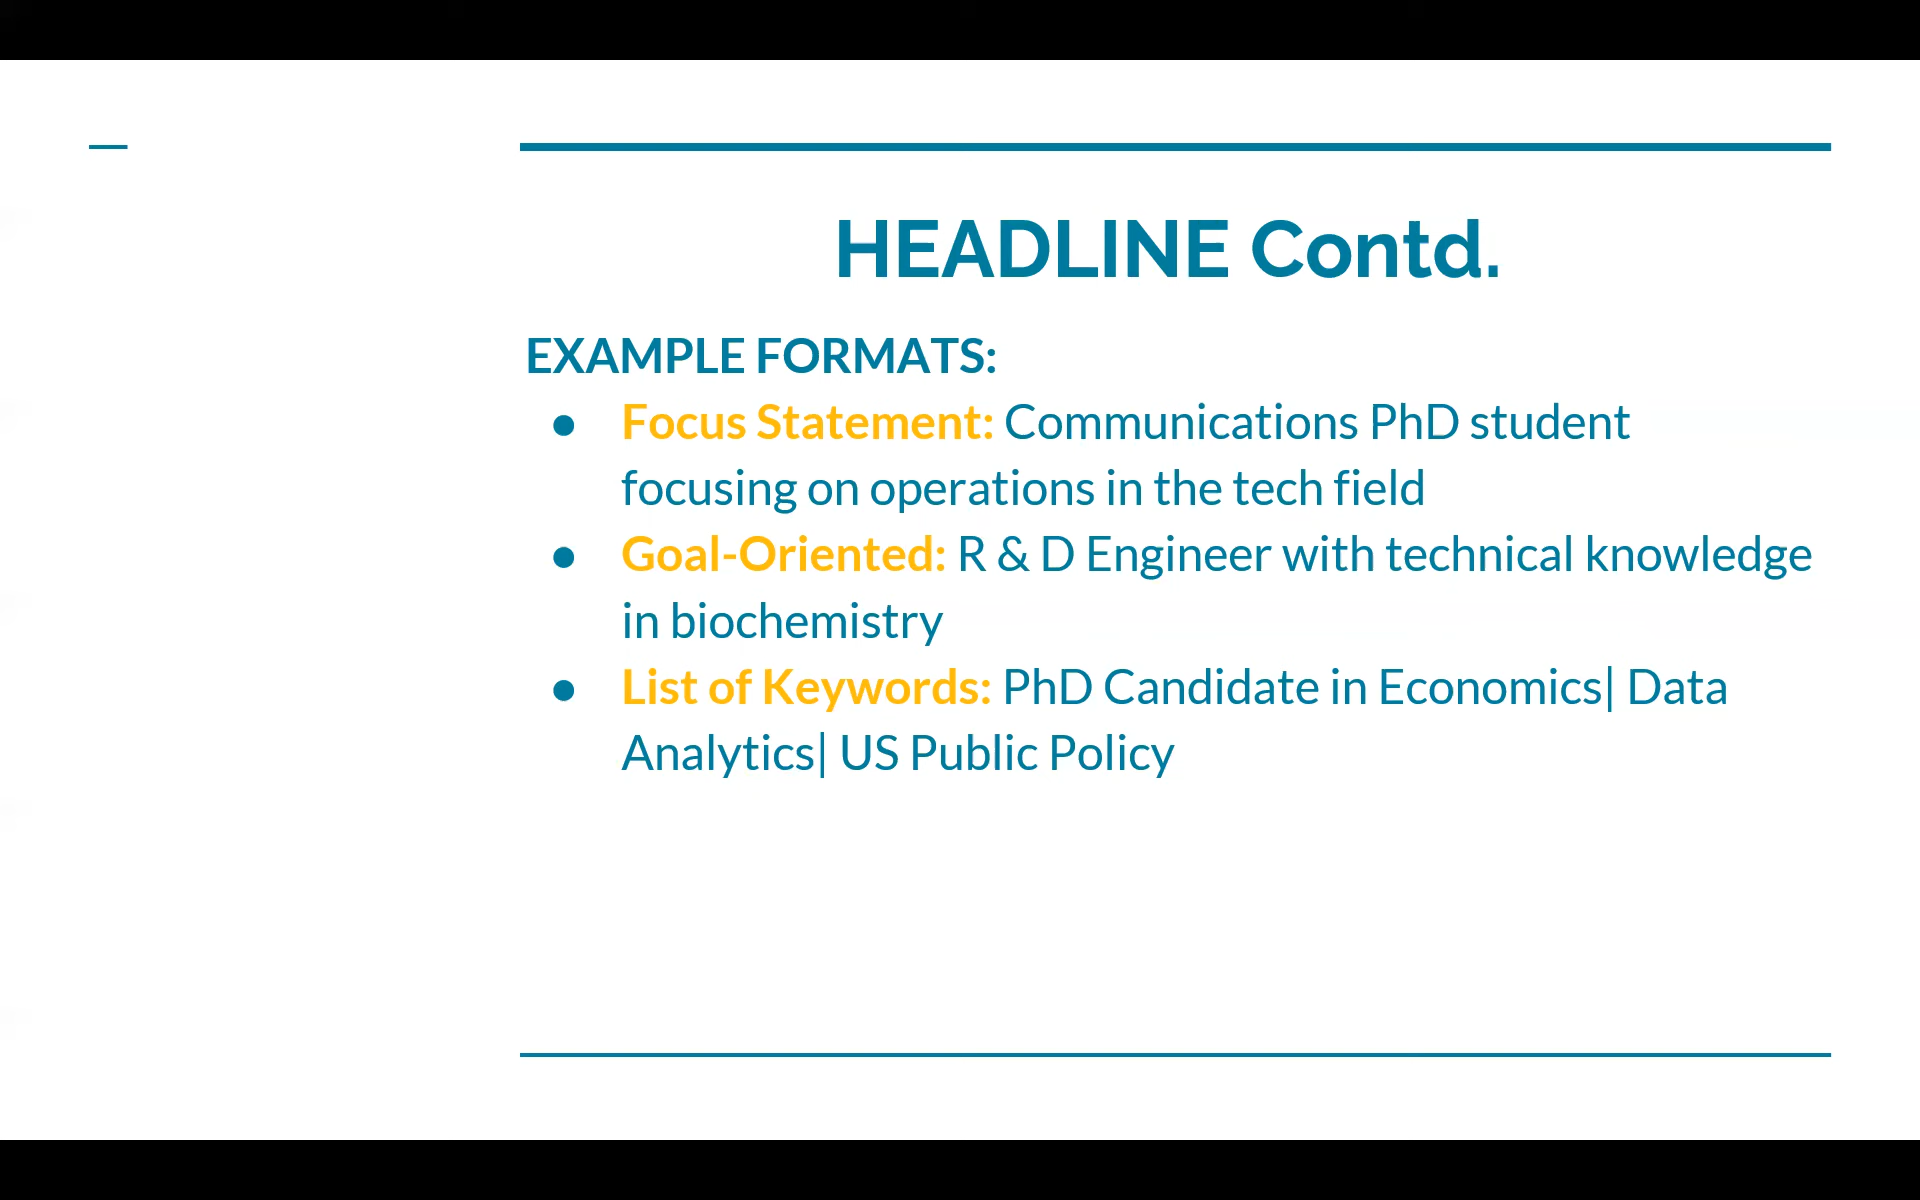 HEADLINE Contd.
EXAMPLE FORMATS:
● Focus Statement: Communications PhD student
focusing on operations in the tech field
● Goal-Oriented: R & D Engineer with technical knowledge
in biochemistry
● List of Keywords: PhD Candidate in Economics| Data
Analytics| US Public Policy